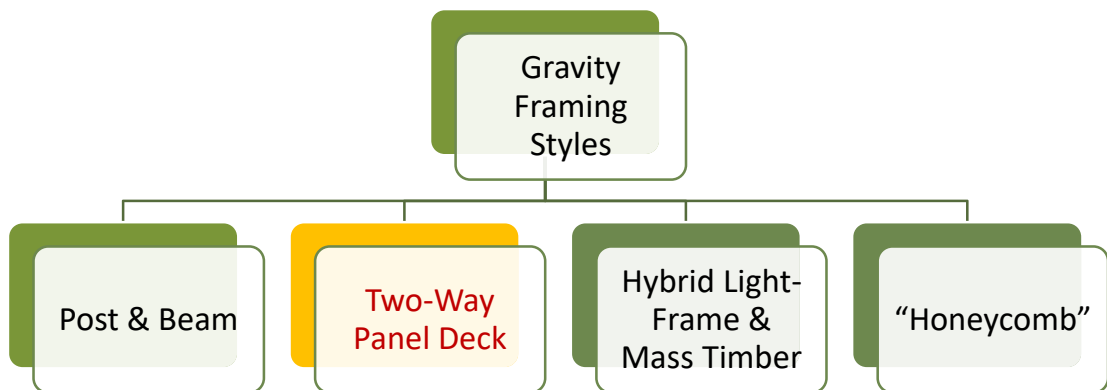 Gravity
Framing
Styles
Post & Beam
Two-Way
Panel Deck
Hybrid Light-
Frame &
Mass Timber
“Honeycomb”